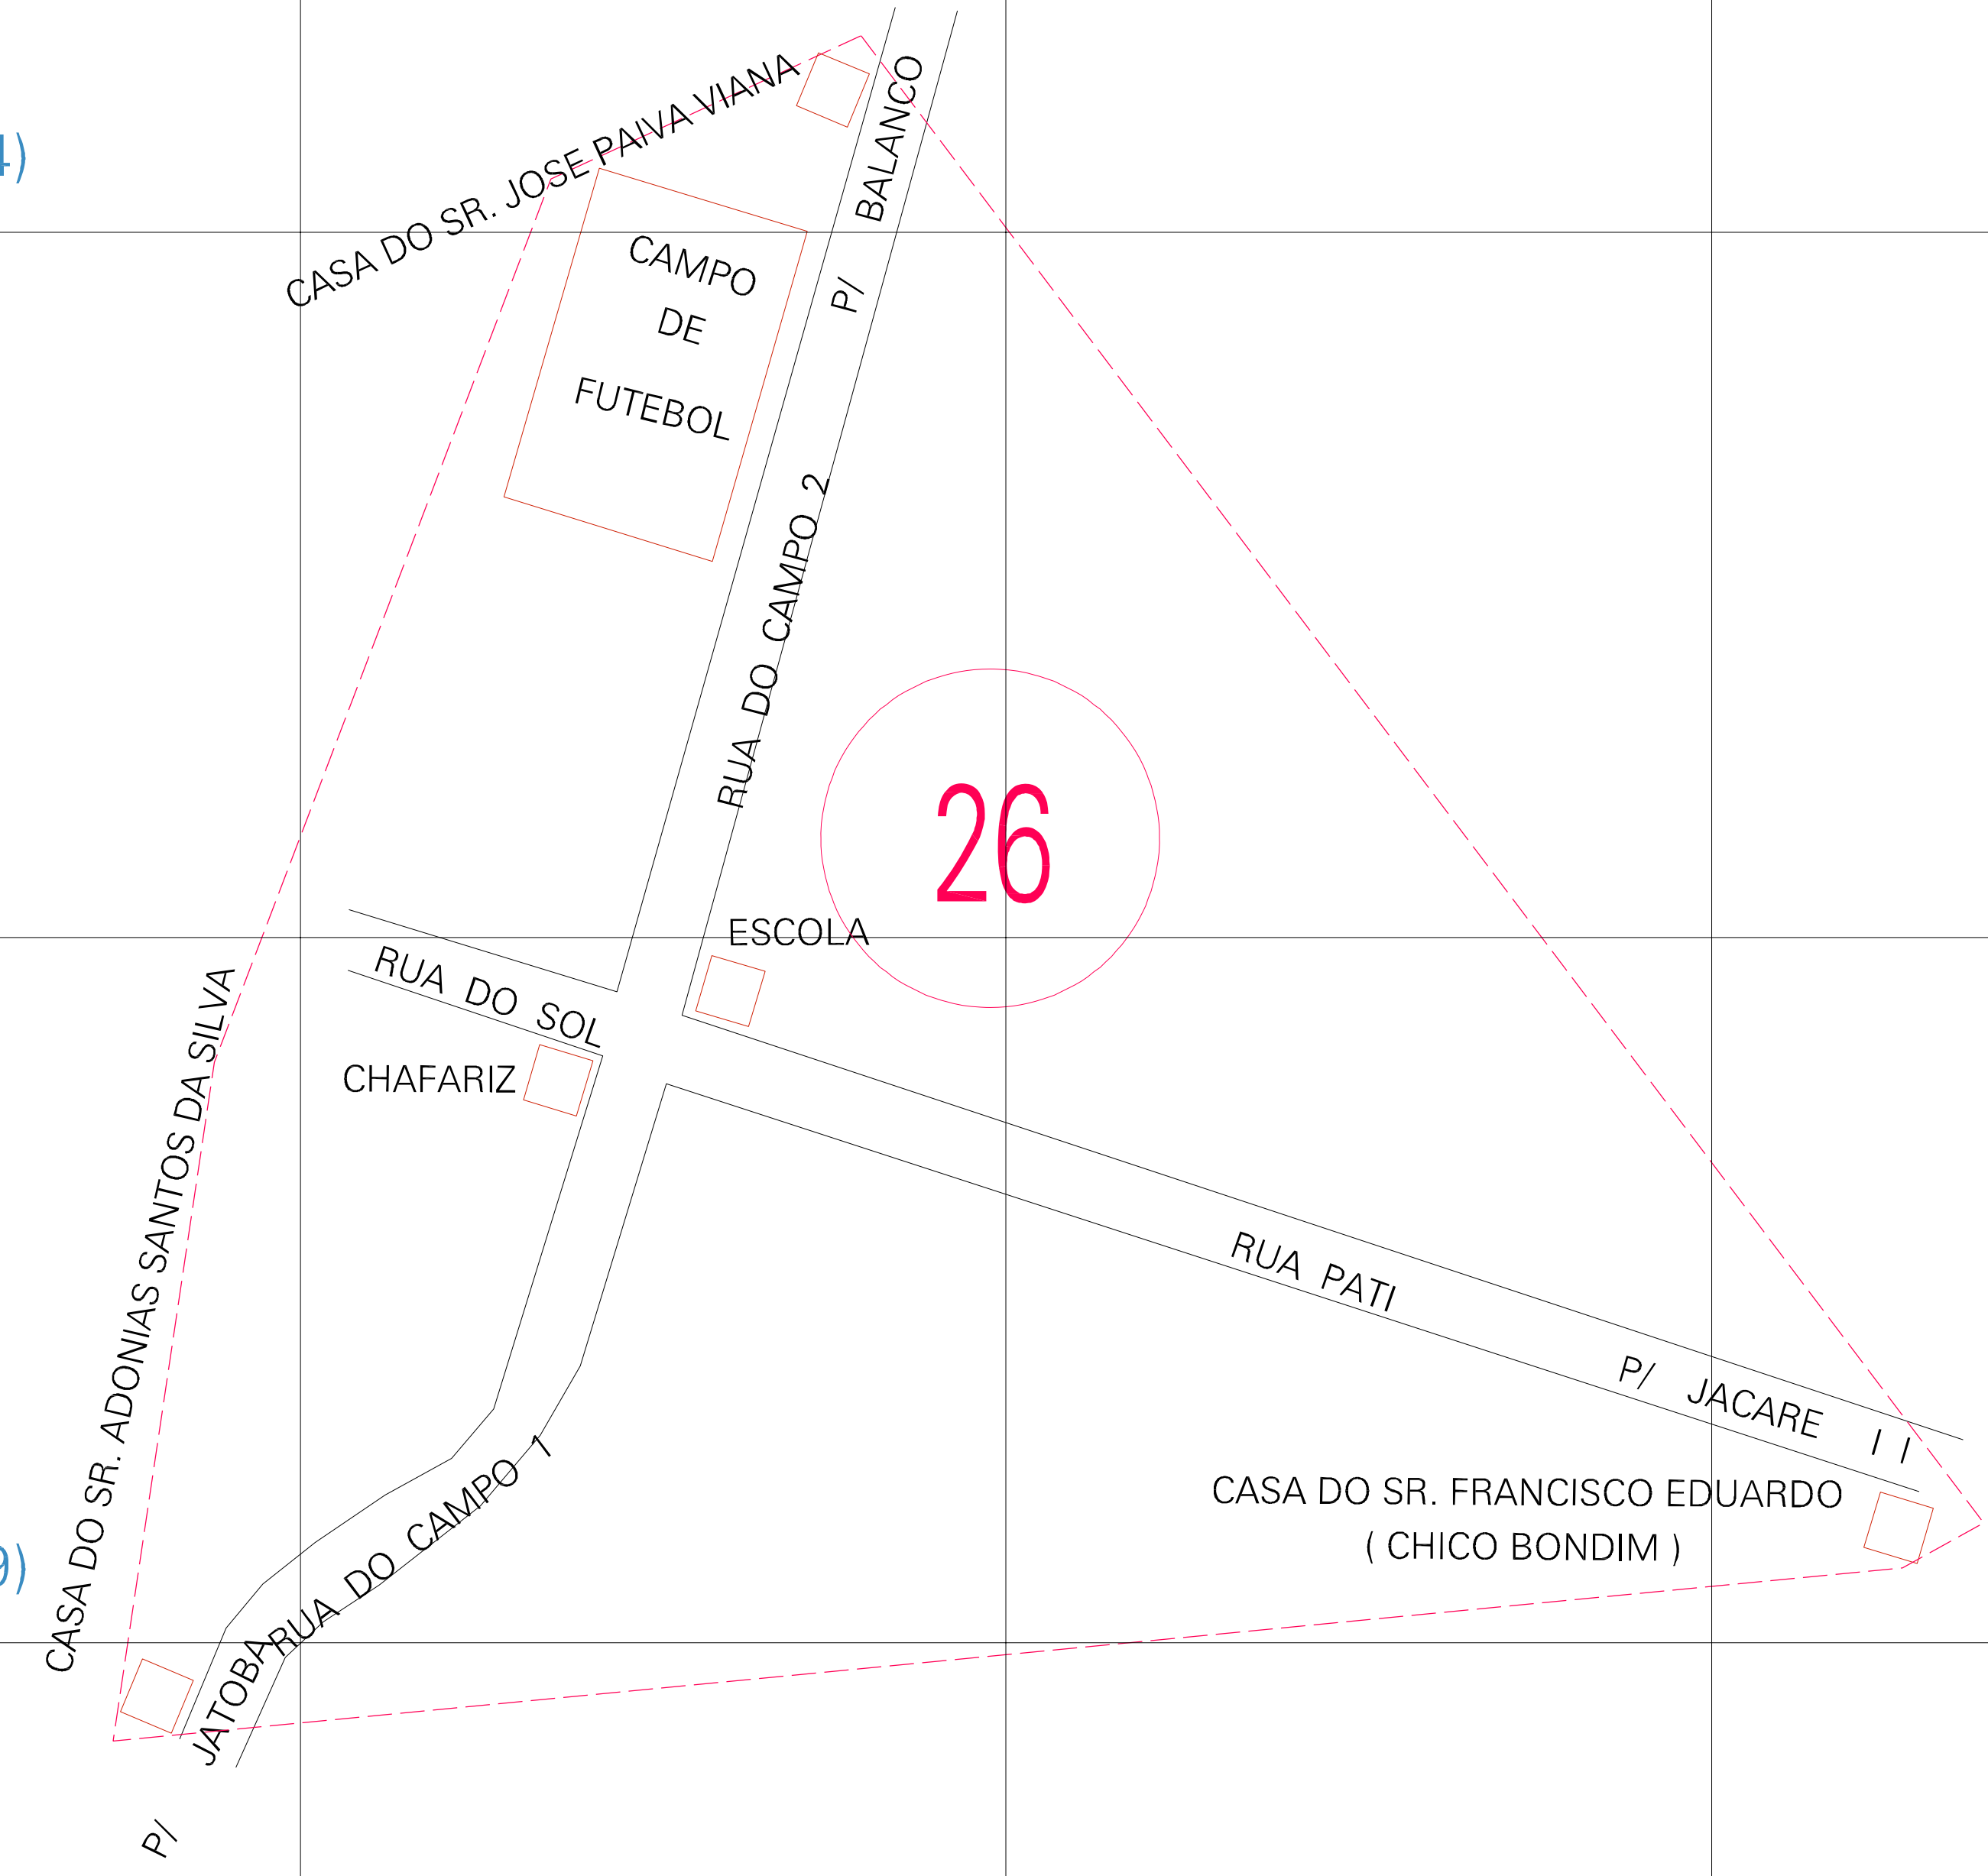 4)
CASA DO SR. JOSE PAIVA VIANA
BALANCO
P/
CAMPO
DE
FUTEBOL
RUA DO CAMPO 2
26
ESCOLA
RUA DO SOL
CHAFARIZ
CASA DO SR. ADONIAS SANTOS DA SILVA
RUA PATI
P/ JACARE II
CASA DO SR. FRANCISCO EDUARDO
( CHICO BONDIM )
RUA DO CAMPO 1
9)
P/ JATOBA